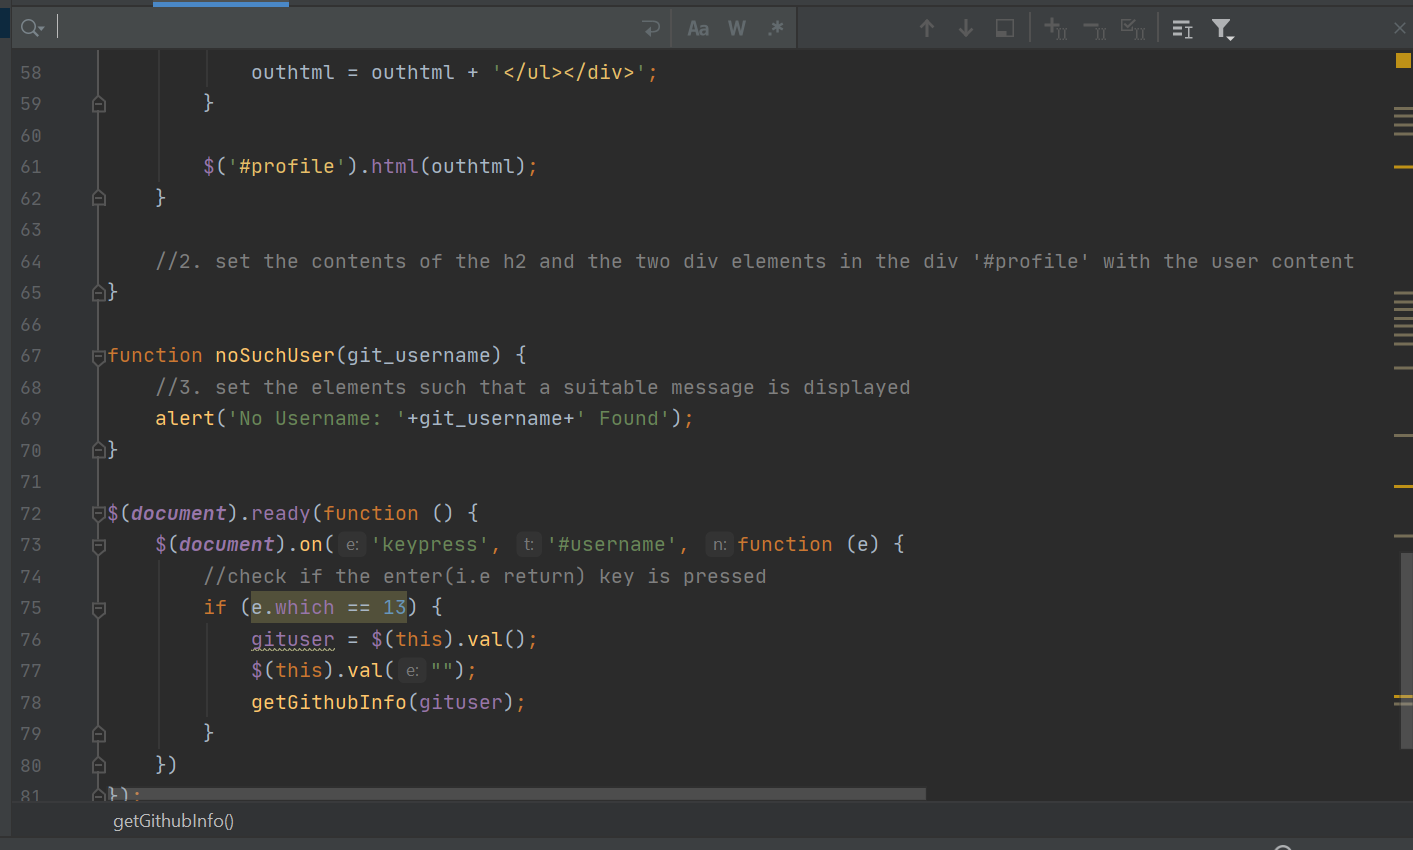 Aa W .*
58 outhtml = outhtml + '</ul></div>';
59 }
60
61 $('#profile').html(outhtml);
62 }
63
64 //2. set the contents of the h2 and the two div elements in the div '#profile' with the user content
65 }
66
67 function noSuchUser(git_username) {
68 //3. set the elements such that a suitable message is displayed
69 alert('No Username: '+git_username+' Found');
70 }
71
72 $(document).ready(function () {
73 $(document).on( e: 'keypress', t: '#username', n: function (e) {
74 //check if the enter(i.e return) key is pressed
75 if (e.which == 13) {
76 gituser = $(this).val();
77 $(this).val( e: "");
78 getGithubInfo(gituser);
79 }
80 })
81 });
getGithubInfo()